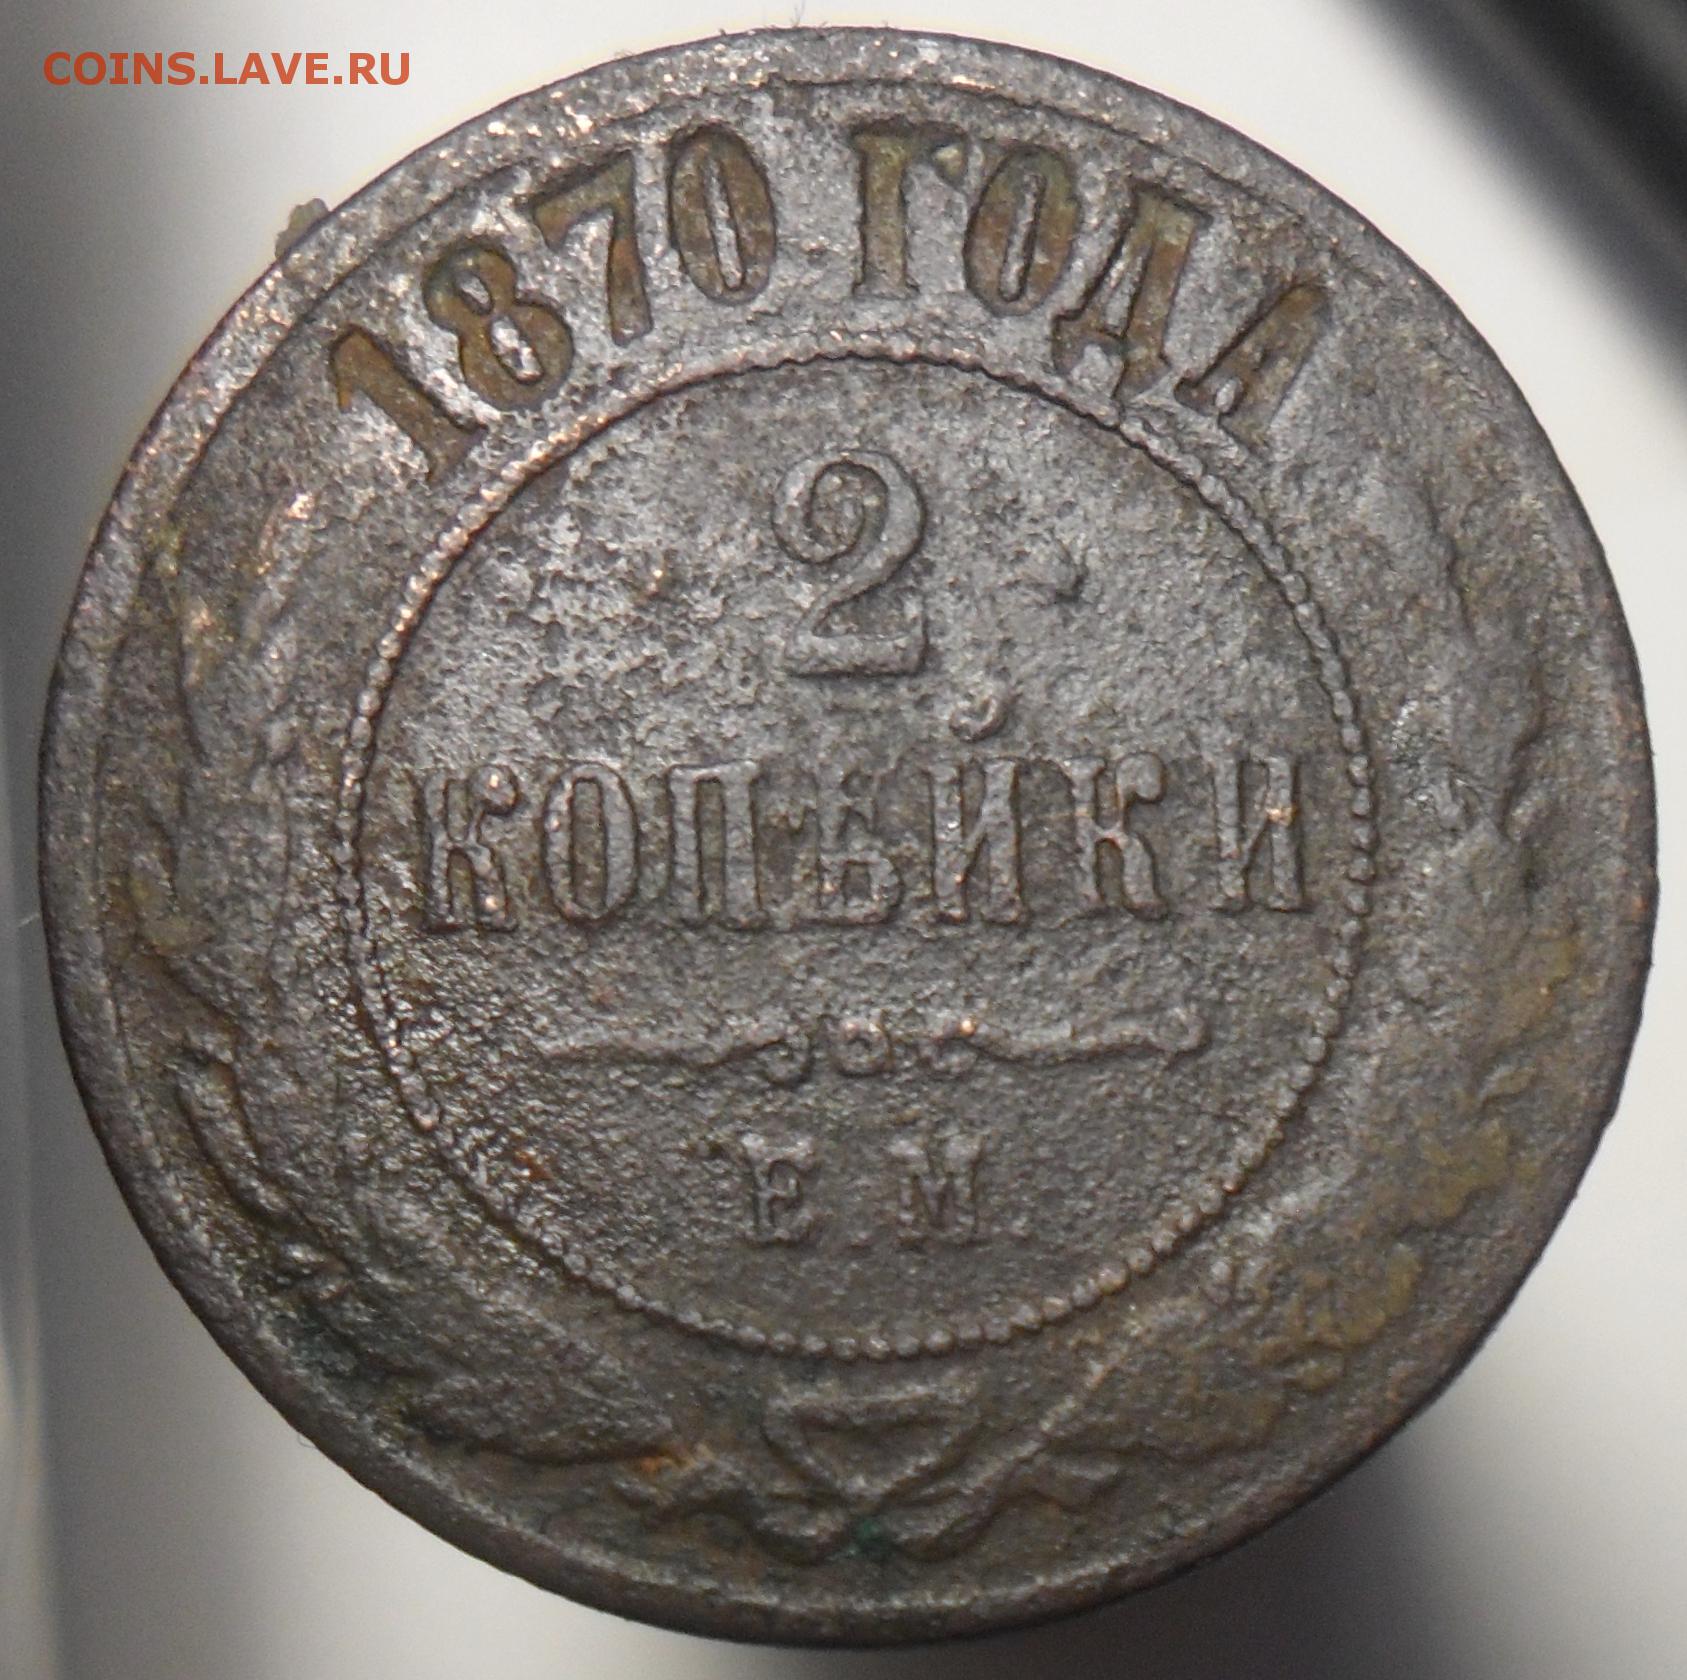 COINS.LAVE.RU
1870 ГОДА
2
КОПѢЙКИ
Е М